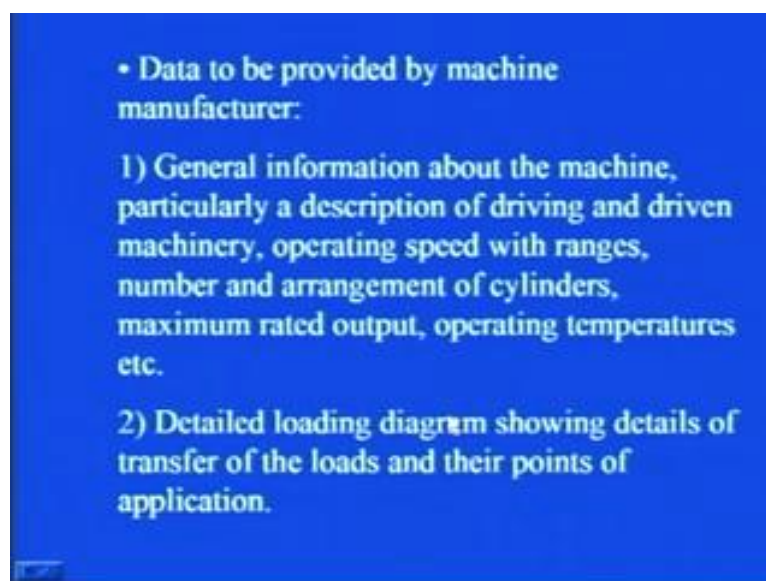 • Data to be provided by machine
manufacturer:
1) General information about the machine,
particularly a description of driving and driven
machinery, operating speed with ranges,
number and arrangement of cylinders,
maximum rated output, operating temperatures
etc.
2) Detailed loading diagram showing details of
transfer of the loads and their points of
application.